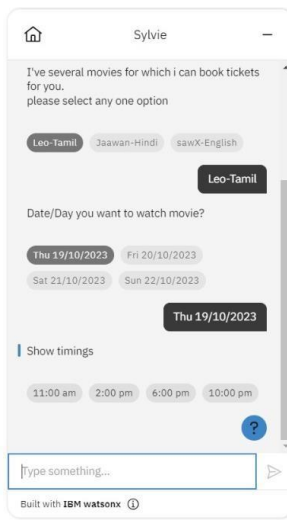 Sylvie
I've several movies for which i can book tickets
for you.
please select any one option
Leo-Tamil Jaawan-Hindi sawX-English
Leo-Tamil
Date/Day you want to watch movie?
Thu 19/10/2023 Fri 20/10/2023
Sat 21/10/2023 Sun 22/10/2023
Thu 19/10/2023
Show timings
11:00 am 2:00 pm 6:00 pm 10:00 pm
?
Type something...
Built with IBM watsonx